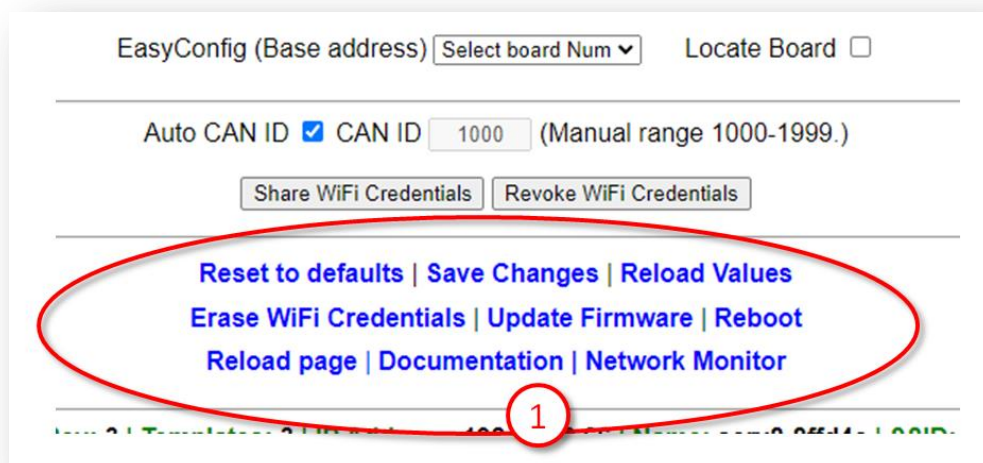 EasyConfig (Base address) Select board Num Locate Board
Auto CAN ID CAN ID 1000 (Manual range 1000-1999.)
Share WiFi Credentials Revoke WiFi Credentials
Reset to defaults | Save Changes | Reload Values
Erase WiFi Credentials | Update Firmware | Reboot
Reload page | Documentation | Network Monitor
1